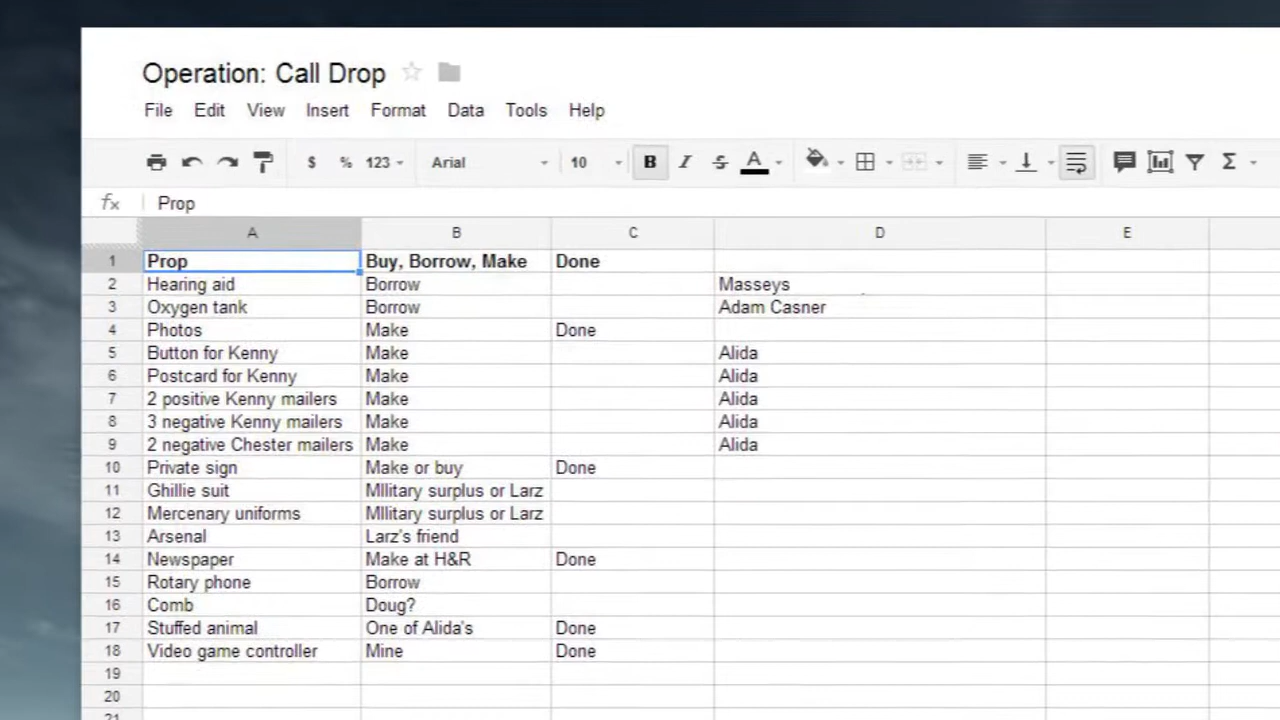 Operation: Call Drop
File Edit View Insert Format Data Tools Help
$ % 123 Arial 10 B I S A Σ
fx Prop
A B C D E
1 Prop Buy, Borrow, Make Done
2 Hearing aid Borrow Masseys
3 Oxygen tank Borrow Adam Casner
4 Photos Make Done
5 Button for Kenny Make Alida
6 Postcard for Kenny Make Alida
7 2 positive Kenny mailers Make Alida
8 3 negative Kenny mailers Make Alida
9 2 negative Chester mailers Make Alida
10 Private sign Make or buy Done
11 Ghillie suit MIlitary surplus or Larz
12 Mercenary uniforms MIlitary surplus or Larz
13 Arsenal Larz's friend
14 Newspaper Make at H&R Done
15 Rotary phone Borrow
16 Comb Doug?
17 Stuffed animal One of Alida's Done
18 Video game controller Mine Done
19
20
21